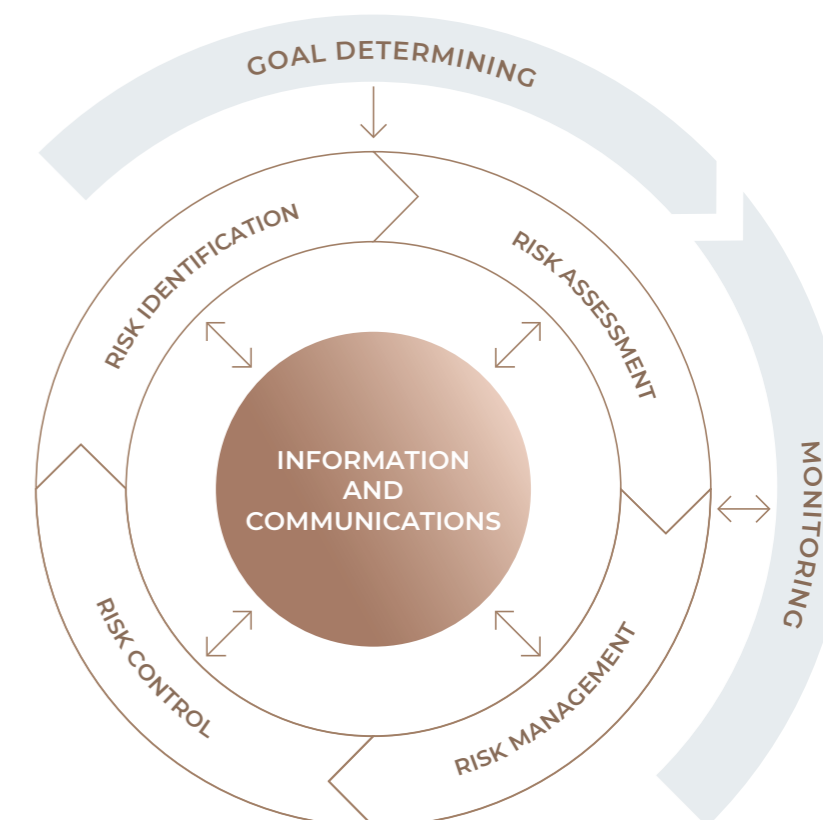 GOAL DETERMINING
RISK IDENTIFICATION
RISK ASSESSMENT
INFORMATION
AND
COMMUNICATIONS
MONITORING
RISK CONTROL
RISK MANAGEMENT